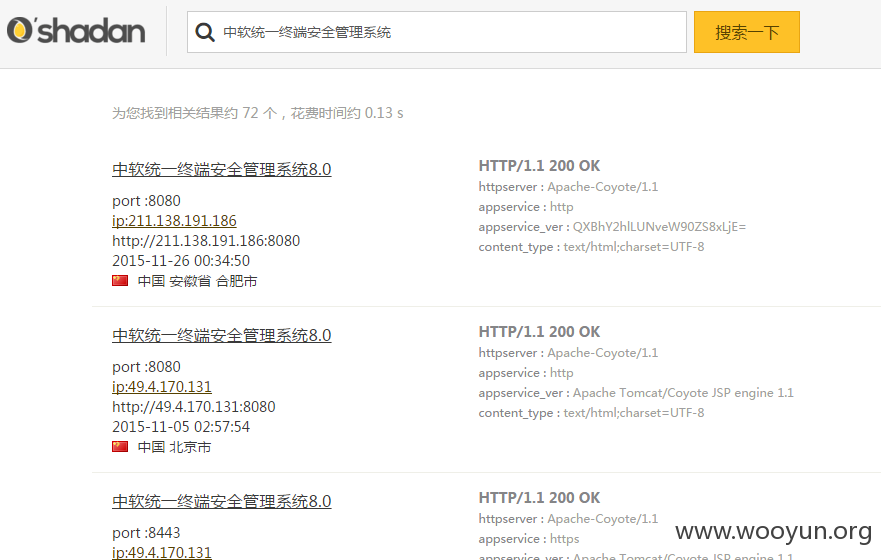 O'shadan
中软统一终端安全管理系统
搜索一下
为您找到相关结果约 72 个，花费时间约 0.13 s
中软统一终端安全管理系统8.0
port :8080
ip:211.138.191.186
http://211.138.191.186:8080
2015-11-26 00:34:50
中国 安徽省 合肥市
HTTP/1.1 200 OK
httpserver : Apache-Coyote/1.1
appservice : http
appservice_ver : QXBhY2hlLUNveW90ZS8xLjE=
content_type : text/html;charset=UTF-8
中软统一终端安全管理系统8.0
port :8080
ip:49.4.170.131
http://49.4.170.131:8080
2015-11-05 02:57:54
中国 北京市
HTTP/1.1 200 OK
httpserver : Apache-Coyote/1.1
appservice : http
appservice_ver : Apache Tomcat/Coyote JSP engine 1.1
content_type : text/html;charset=UTF-8
中软统一终端安全管理系统8.0
port :8443
ip:49.4.170.131
HTTP/1.1 200 OK
httpserver : Apache-Coyote/1.1
appservice : https
appservice_ver : Apache Tomcat/Coyote JSP engine 1.1
www.wooyun.org